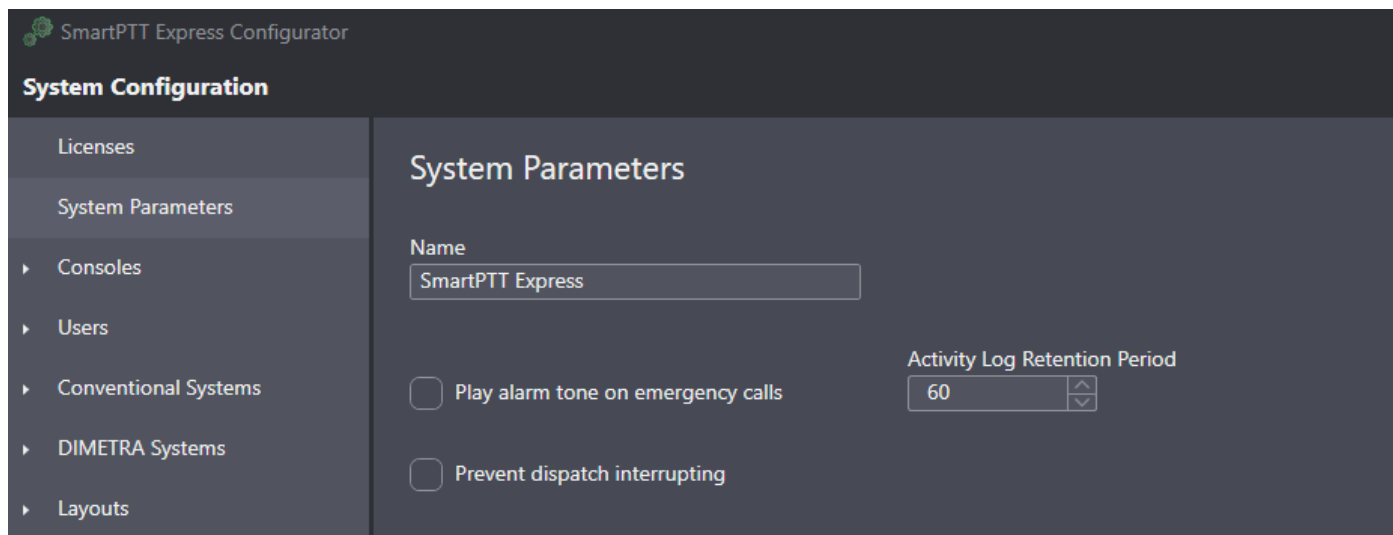 SmartPTT Express Configurator
System Configuration
Licenses
System Parameters
Consoles
Users
Conventional Systems
DIMETRA Systems
Layouts
System Parameters
Name
SmartPTT Express
Play alarm tone on emergency calls
Activity Log Retention Period
60
Prevent dispatch interrupting